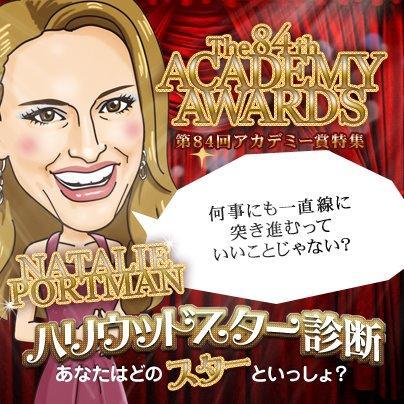 The 84th
ACADEMY
AWARDS
第84回アカデミー賞特集
何事にも一直線に
突き進むって
いいことじゃない?
NATALIE
PORTMAN
ハリウッドスター診断
あなたはどのスターといっしょ?